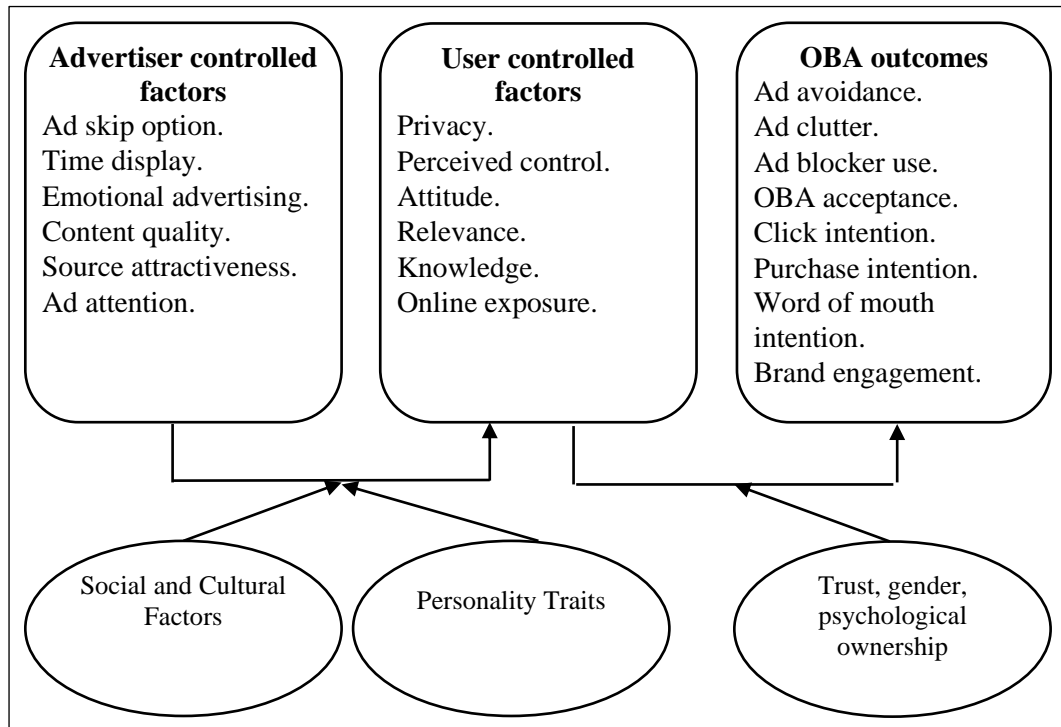 Advertiser controlled
factors
Ad skip option.
Time display.
Emotional advertising.
Content quality.
Source attractiveness.
Ad attention.
User controlled
factors
Privacy.
Perceived control.
Attitude.
Relevance.
Knowledge.
Online exposure.
OBA outcomes
Ad avoidance.
Ad clutter.
Ad blocker use.
OBA acceptance.
Click intention.
Purchase intention.
Word of mouth
intention.
Brand engagement.
Social and Cultural
Factors
Personality Traits
Trust, gender,
psychological
ownership